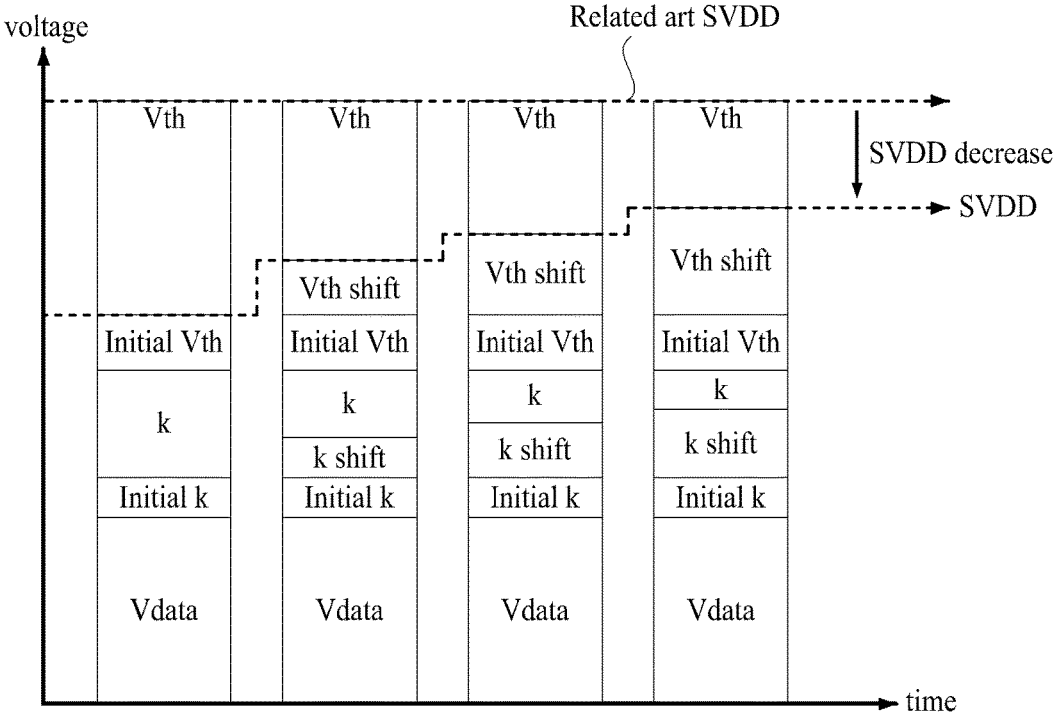 Related art SVDD
voltage
Vth
Vth
Vth
Vth
SVDD decrease
SVDD
Vth shift
Vth shift
Vth shift
Initial Vth
Initial Vth
Initial Vth
Initial Vth
k
k
k
k
k shift
k shift
k shift
Initial k
Initial k
Initial k
Initial k
Vdata
Vdata
Vdata
Vdata
time